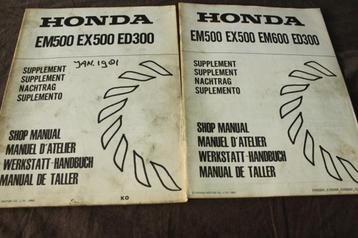 HONDA
EM500 EX500 ED300
SUPPLEMENT
SUPPLEMENT
NACHTRAG
SUPLEMENTO
JAN. 1981
SHOP MANUAL
MANUEL D'ATELIER
WERKSTATT-HANDBUCH
MANUAL DE TALLER
KO
HONDA
EM500 EX500 EM600 ED300
SUPPLEMENT
SUPPLEMENT
NACHTRAG
SUPLEMENTO
SHOP MANUAL
MANUEL D'ATELIER
WERKSTATT-HANDBUCH
MANUAL DE TALLER